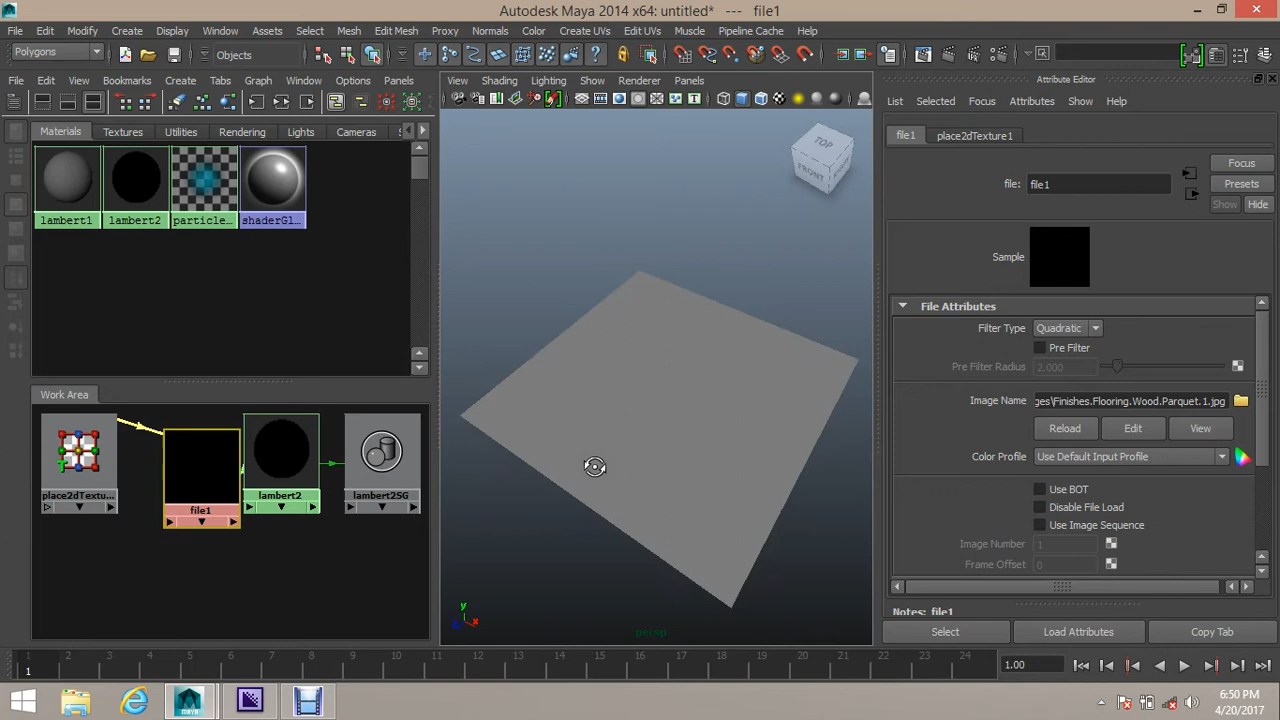 Autodesk Maya 2014 x64: untitled* --- file1
File Edit Modify Create Display Window Assets Select Mesh Edit Mesh Proxy Normals Color Create UVs Edit UVs Muscle Pipeline Cache Help
Polygons Objects
File Edit View Bookmarks Create Tabs Graph Window Options Panels
View Shading Lighting Show Renderer Panels
Attribute Editor
List Selected Focus Attributes Show Help
Materials Textures Utilities Rendering Lights Cameras
file1 place2dTexture1
TOP
FRONT
lambert1 lambert2 particle... shaderGl...
file: file1
Focus
Presets
Show Hide
Sample
File Attributes
Filter Type Quadratic
Pre Filter
Pre Filter Radius 2.000
Image Name ges\Finishes.Flooring.Wood.Parquet.1.jpg
Reload Edit View
Color Profile Use Default Input Profile
Use BOT
Disable File Load
Use Image Sequence
Image Number 1
Frame Offset 0
Work Area
place2dTextu... file1 lambert2 lambert2SG
y
x
persp
Notes: file1
Select Load Attributes Copy Tab
1 2 3 4 5 6 7 8 9 10 11 12 13 14 15 16 17 18 19 20 21 22 23 24
1
1.00
MAYA
6:50 PM
4/20/2017